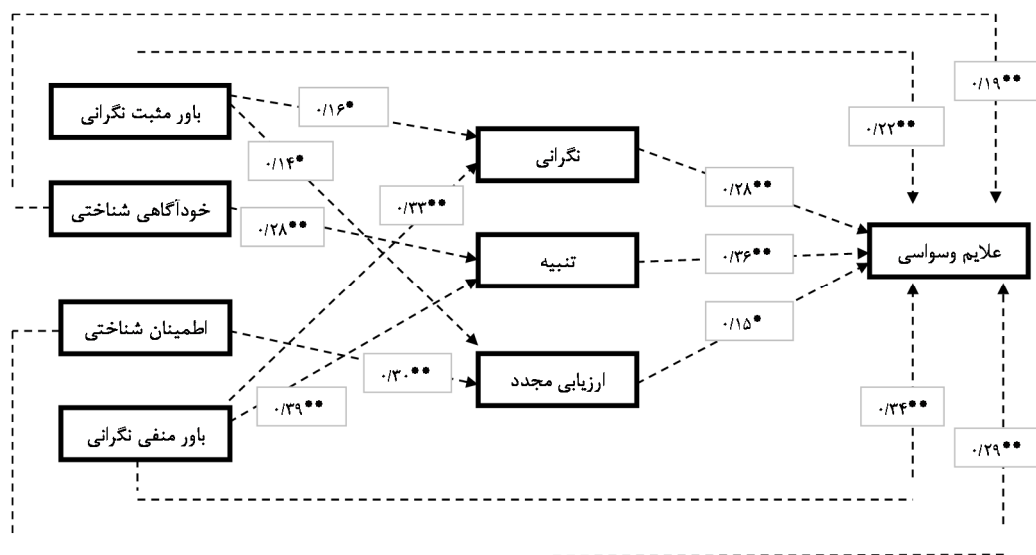 ۰/۱۹**
باور مثبت نگرانی
۰/۱۶*
۰/۲۲**
۰/۱۴*
نگرانی
خودآگاهی شناختی
۰/۳۳**
۰/۲۸**
۰/۲۸**
علایم وسواسی
تنبیه
۰/۳۶**
اطمینان شناختی
۰/۱۵*
۰/۳۰**
ارزیابی مجدد
۰/۳۹**
۰/۳۴**
باور منفی نگرانی
۰/۲۹**